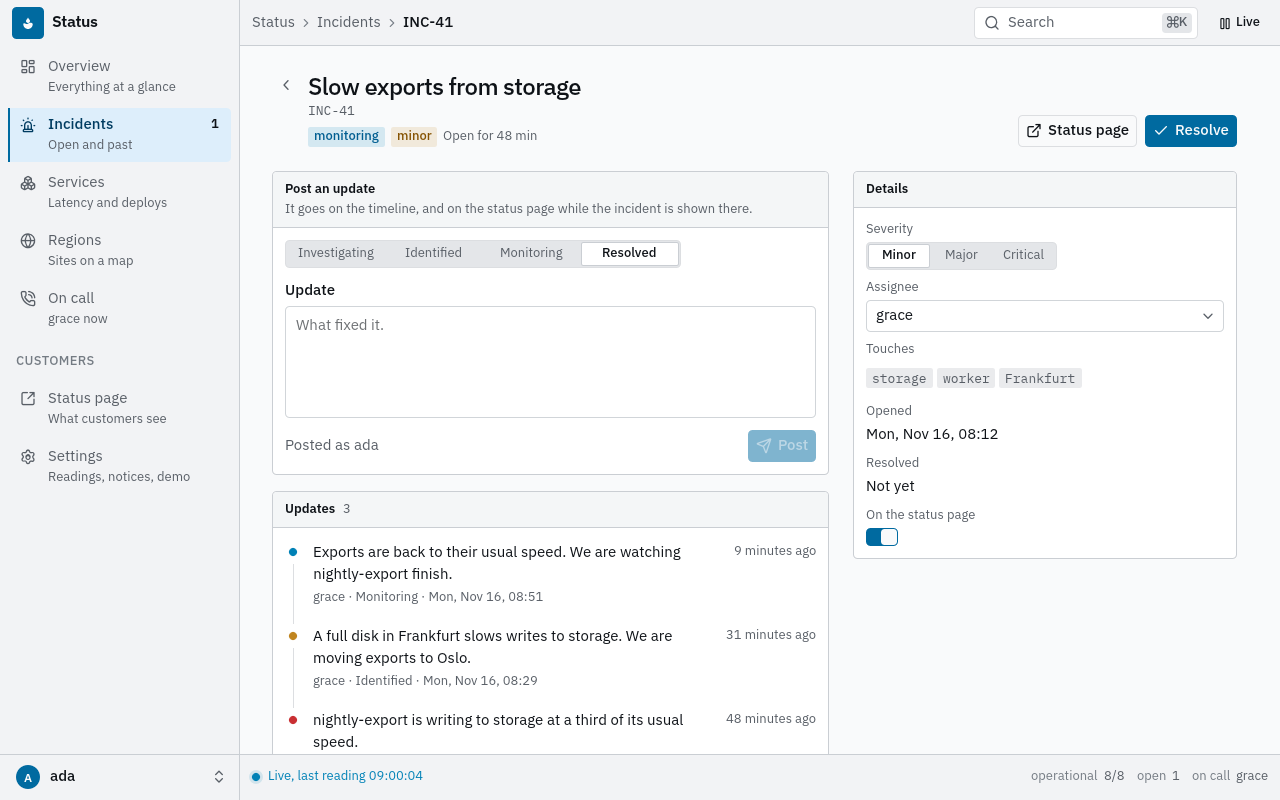 Status
Overview
Everything at a glance
Incidents
1
Open and past
Services
Latency and deploys
Regions
Sites on a map
On call
grace now
CUSTOMERS
Status page
What customers see
Settings
Readings, notices, demo
ada
Status > Incidents > INC-41
Search ⌘K
Live
Slow exports from storage
INC-41
monitoring minor Open for 48 min
Status page
Resolve
Post an update
It goes on the timeline, and on the status page while the incident is shown there.
Investigating Identified Monitoring Resolved
Update
What fixed it.
Posted as ada
Post
Updates 3
Exports are back to their usual speed. We are watching
nightly-export finish.
9 minutes ago
grace · Monitoring · Mon, Nov 16, 08:51
A full disk in Frankfurt slows writes to storage. We are
moving exports to Oslo.
31 minutes ago
grace · Identified · Mon, Nov 16, 08:29
nightly-export is writing to storage at a third of its usual
speed.
48 minutes ago
Details
Severity
Minor Major Critical
Assignee
grace
Touches
storage worker Frankfurt
Opened
Mon, Nov 16, 08:12
Resolved
Not yet
On the status page
A
Live, last reading 09:00:04
operational 8/8 open 1 on call grace